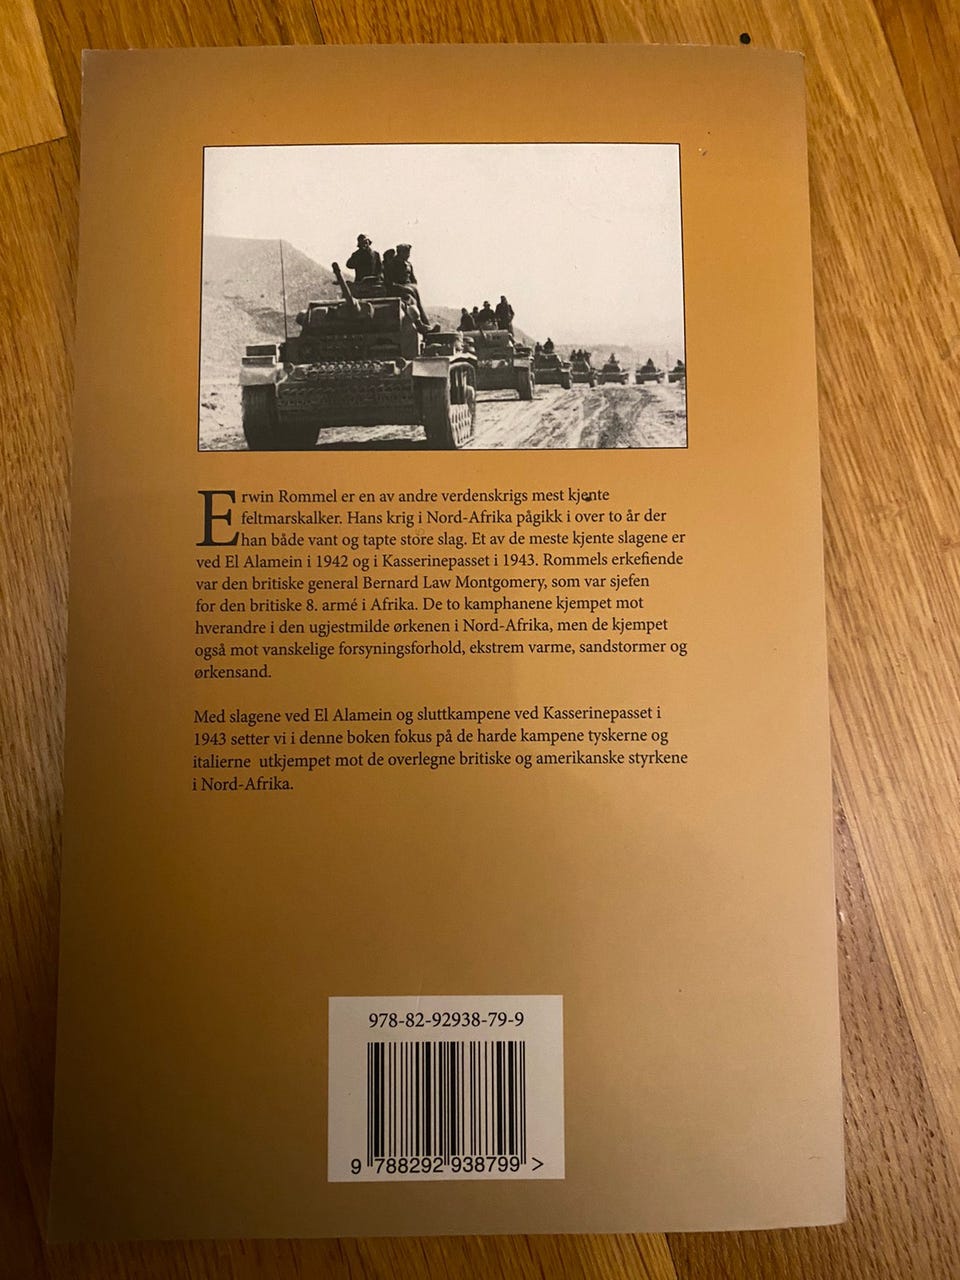 Erwin Rommel er en av andre verdenskrigs mest kjente
feltmarskalker. Hans krig i Nord-Afrika pågikk i over to år der
han både vant og tapte store slag. Et av de meste kjente slagene er
ved El Alamein i 1942 og i Kasserinepasset i 1943. Rommels erkefiende
var den britiske general Bernard Law Montgomery, som var sjefen
for den britiske 8. armé i Afrika. De to kamphanene kjempet mot
hverandre i den ugjestmilde ørkenen i Nord-Afrika, men de kjempet
også mot vanskelige forsyningsforhold, ekstrem varme, sandstormer og
ørkensand.
Med slagene ved El Alamein og sluttkampene ved Kasserinepasset i
1943 setter vi i denne boken fokus på de harde kampene tyskerne og
italierne utkjempet mot de overlegne britiske og amerikanske styrkene
i Nord-Afrika.
978-82-92938-79-9
9 788292 938799 >